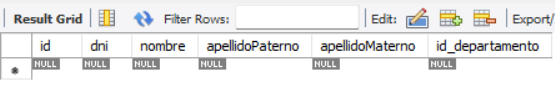 Result Grid Filter Rows: Edit: Export/
id dni nombre apellidoPaterno apellidoMaterno id_departamento
NULL NULL NULL NULL NULL NULL